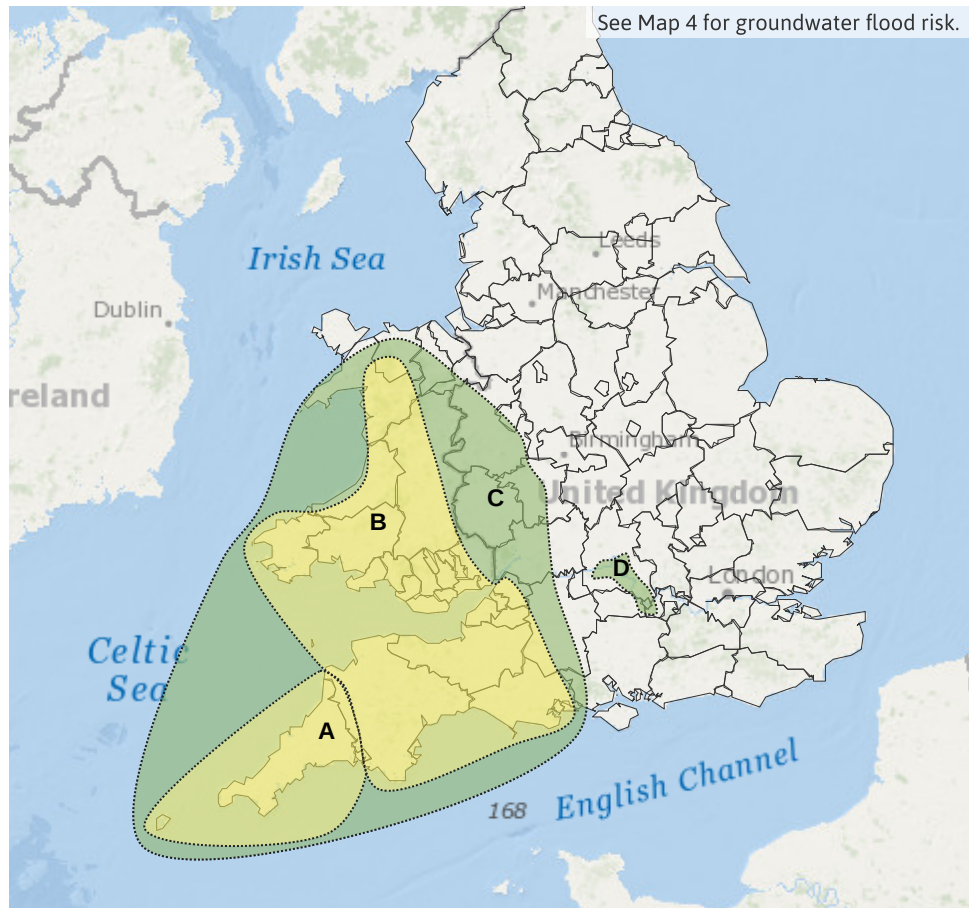 See Map 4 for groundwater flood risk.
Leeds
Irish Sea
Manchester
Dublin
reland
Birmingham
United Kingdom
C
B
D
London
Celtic
Sea
A
English Channel
168